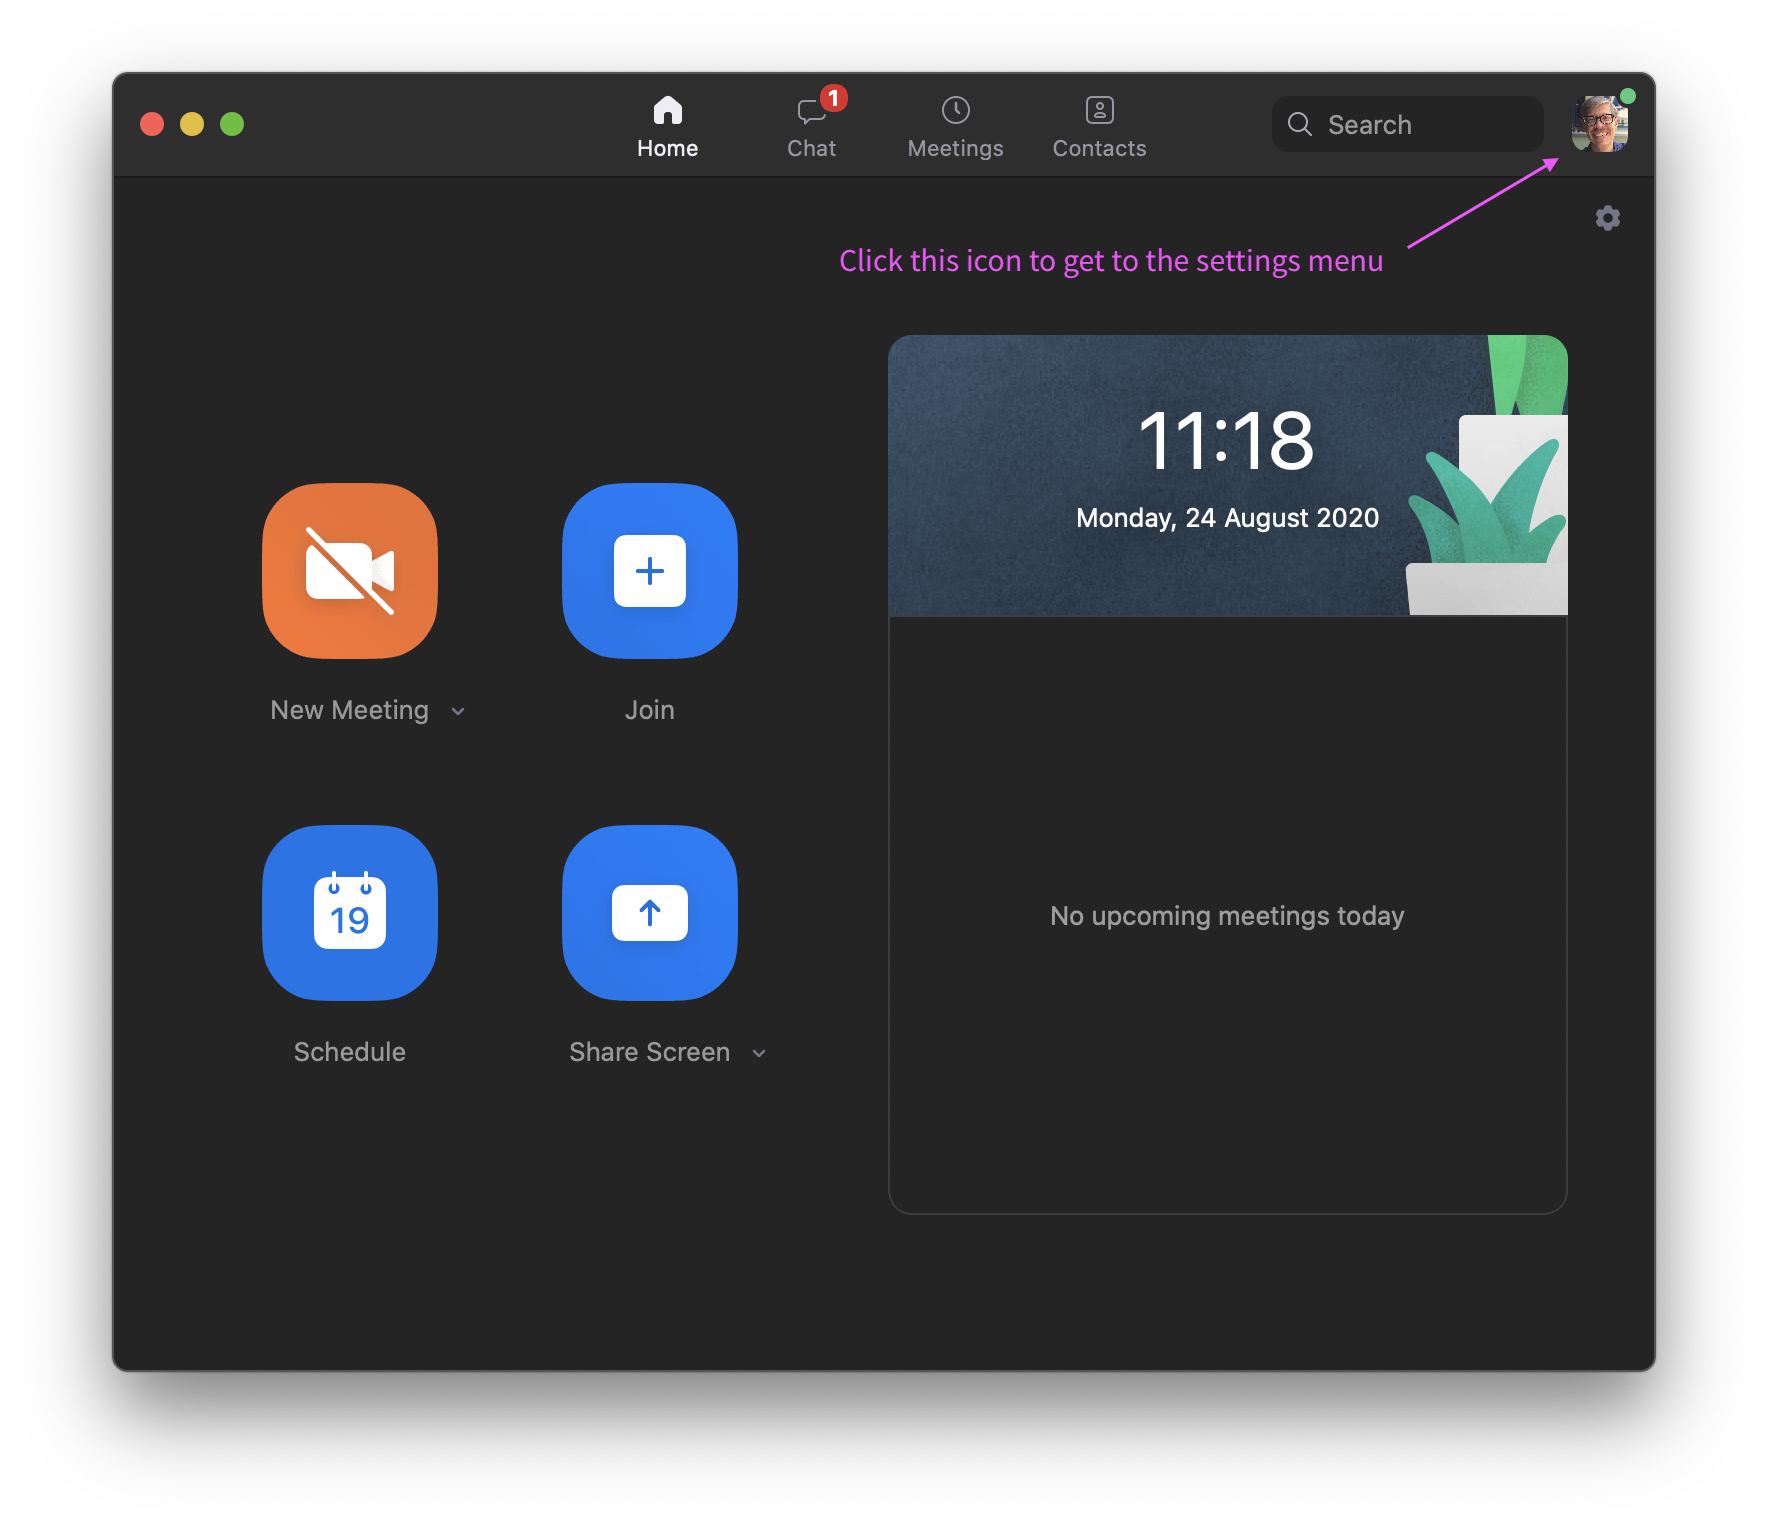 Home
Chat
1
Meetings
Contacts
Search
Click this icon to get to the settings menu
11:18
Monday, 24 August 2020
New Meeting
Join
19
Schedule
Share Screen
No upcoming meetings today